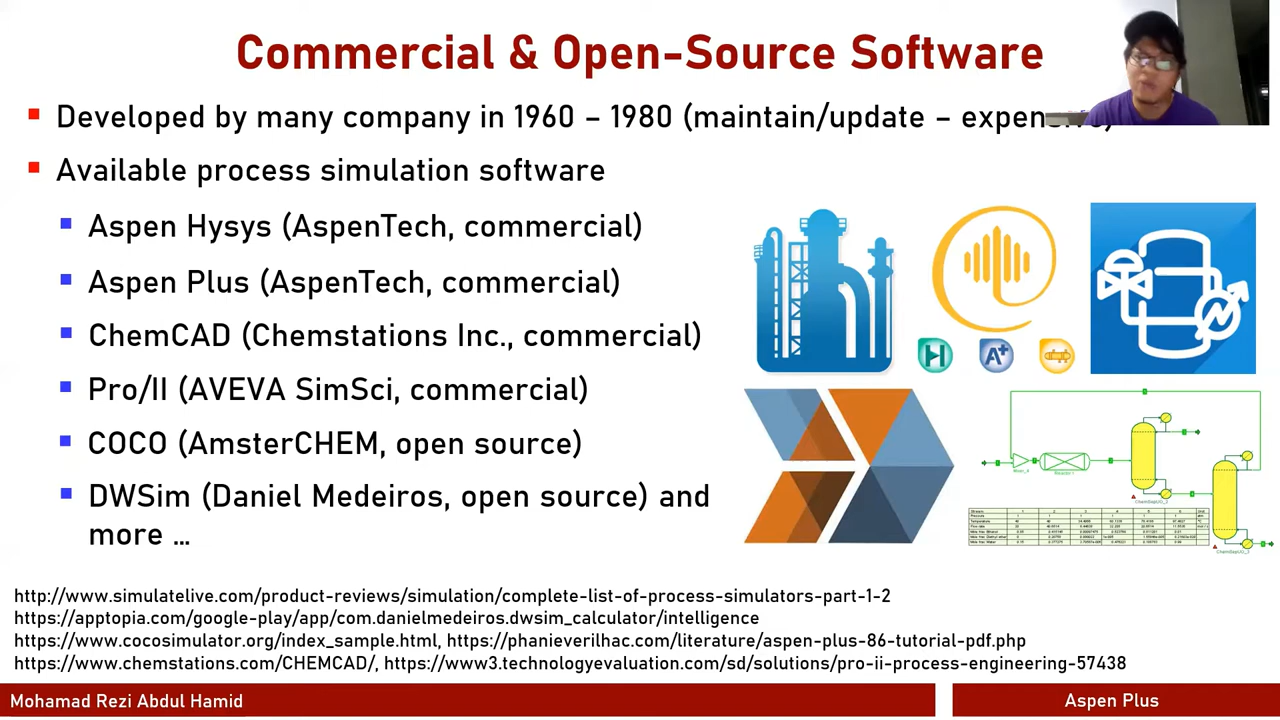 Commercial & Open-Source Software
Developed by many company in 1960 – 1980 (maintain/update – expensive)
Available process simulation software
Aspen Hysys (AspenTech, commercial)
Aspen Plus (AspenTech, commercial)
ChemCAD (Chemstations Inc., commercial)
Pro/II (AVEVA SimSci, commercial)
COCO (AmsterCHEM, open source)
DWSim (Daniel Medeiros, open source) and
more ...
H
A+
http://www.simulatelive.com/product-reviews/simulation/complete-list-of-process-simulators-part-1-2
https://apptopia.com/google-play/app/com.danielmedeiros.dwsim_calculator/intelligence
https://www.cocosimulator.org/index_sample.html, https://phanieverilhac.com/literature/aspen-plus-86-tutorial-pdf.php
https://www.chemstations.com/CHEMCAD/, https://www3.technologyevaluation.com/sd/solutions/pro-ii-process-engineering-57438
Mohamad Rezi Abdul Hamid
Aspen Plus